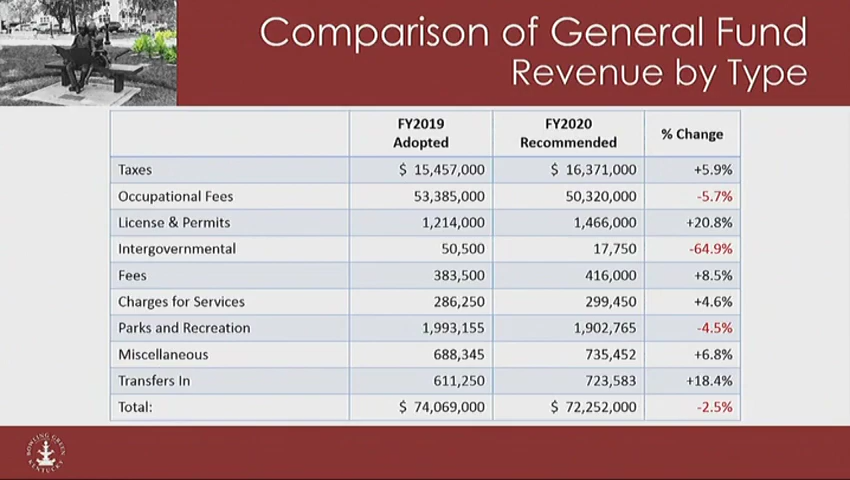 Comparison of General Fund
Revenue by Type
FY2019 Adopted FY2020 Recommended % Change
Taxes $ 15,457,000 $ 16,371,000 +5.9%
Occupational Fees 53,385,000 50,320,000 -5.7%
License & Permits 1,214,000 1,466,000 +20.8%
Intergovernmental 50,500 17,750 -64.9%
Fees 383,500 416,000 +8.5%
Charges for Services 286,250 299,450 +4.6%
Parks and Recreation 1,993,155 1,902,765 -4.5%
Miscellaneous 688,345 735,452 +6.8%
Transfers In 611,250 723,583 +18.4%
Total: $ 74,069,000 $ 72,252,000 -2.5%
BOWLING GREEN
KENTUCKY